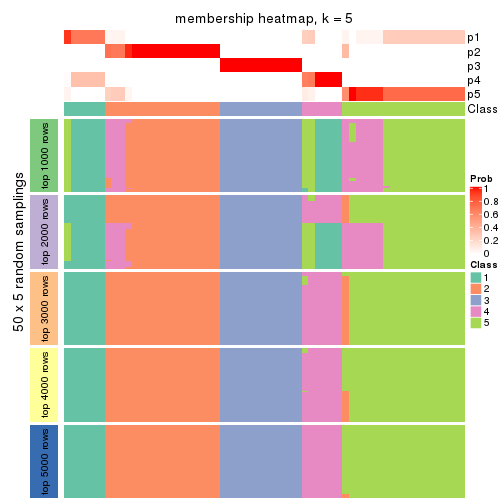 membership heatmap, k = 5
p1
p2
p3
p4
p5
Class
50 x 5 random samplings
top 1000 rows
top 2000 rows
top 3000 rows
top 4000 rows
top 5000 rows
Prob
1
0.8
0.6
0.4
0.2
0
Class
1
2
3
4
5